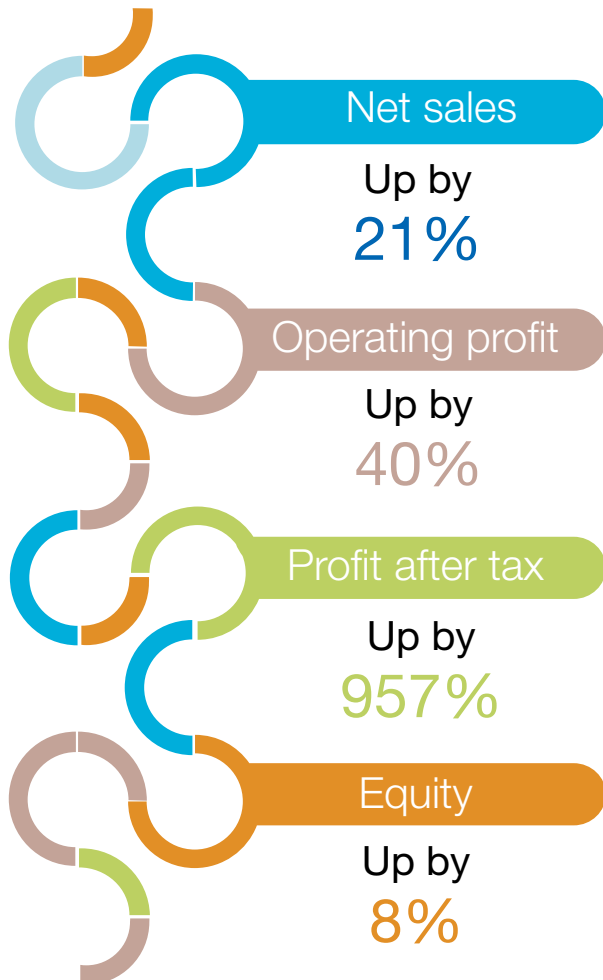 Net sales
Up by
21%
Operating profit
Up by
40%
Profit after tax
Up by
957%
Equity
Up by
8%